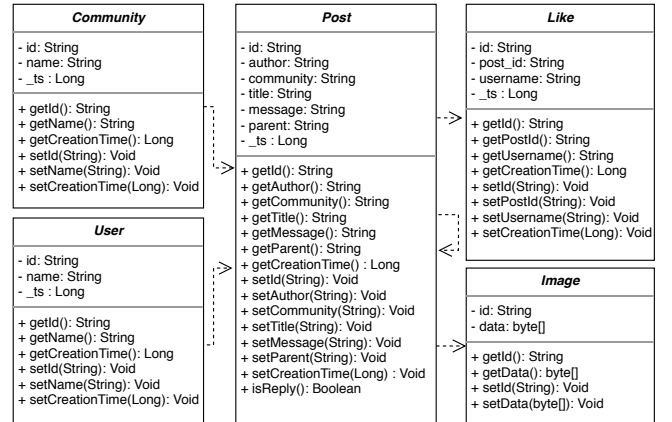 Community
- id: String
- name: String
- _ts : Long
+ getId(): String
+ getName(): String
+ getCreationTime(): Long
+ setId(String): Void
+ setName(String): Void
+ setCreationTime(Long): Void
User
- id: String
- name: String
- _ts : Long
+ getId(): String
+ getName(): String
+ getCreationTime(): Long
+ setId(String): Void
+ setName(String): Void
+ setCreationTime(Long): Void
Post
- id: String
- author: String
- community: String
- title: String
- message: String
- parent: String
- _ts : Long
+ getId(): String
+ getAuthor(): String
+ getCommunity(): String
+ getTitle(): String
+ getMessage(): String
+ getParent(): String
+ getCreationTime() : Long
+ setId(String): Void
+ setAuthor(String): Void
+ setCommunity(String): Void
+ setTitle(String): Void
+ setMessage(String): Void
+ setParent(String): Void
+ setCreationTime(Long) : Void
+ isReply(): Boolean
Like
- id: String
- post_id: String
- username: String
- _ts : Long
+ getId(): String
+ getPostId(): String
+ getUsername(): String
+ getCreationTime(): Long
+ setId(String): Void
+ setPostId(String): Void
+ setUsername(String): Void
+ setCreationTime(Long): Void
Image
- id: String
- data: byte[]
+ getId(): String
+ getData(): byte[]
+ setId(String): Void
+ setData(byte[]): Void